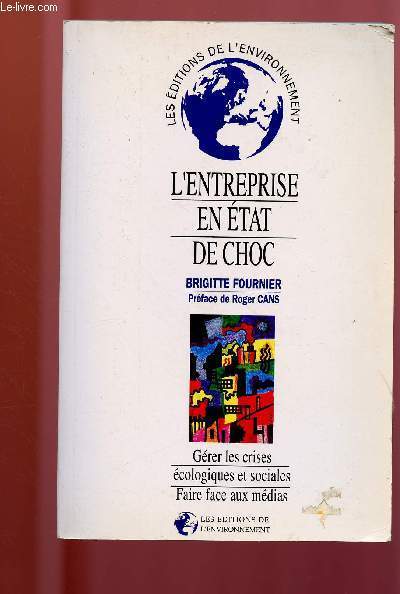 Le-livre.com
LES ÉDITIONS DE L'ENVIRONNEMENT
L'ENTREPRISE
EN ÉTAT
DE CHOC
BRIGITTE FOURNIER
Préface de Roger CANS
Gérer les crises
écologiques et sociales
Faire face aux médias
LES EDITIONS DE
L'ENVIRONNEMENT